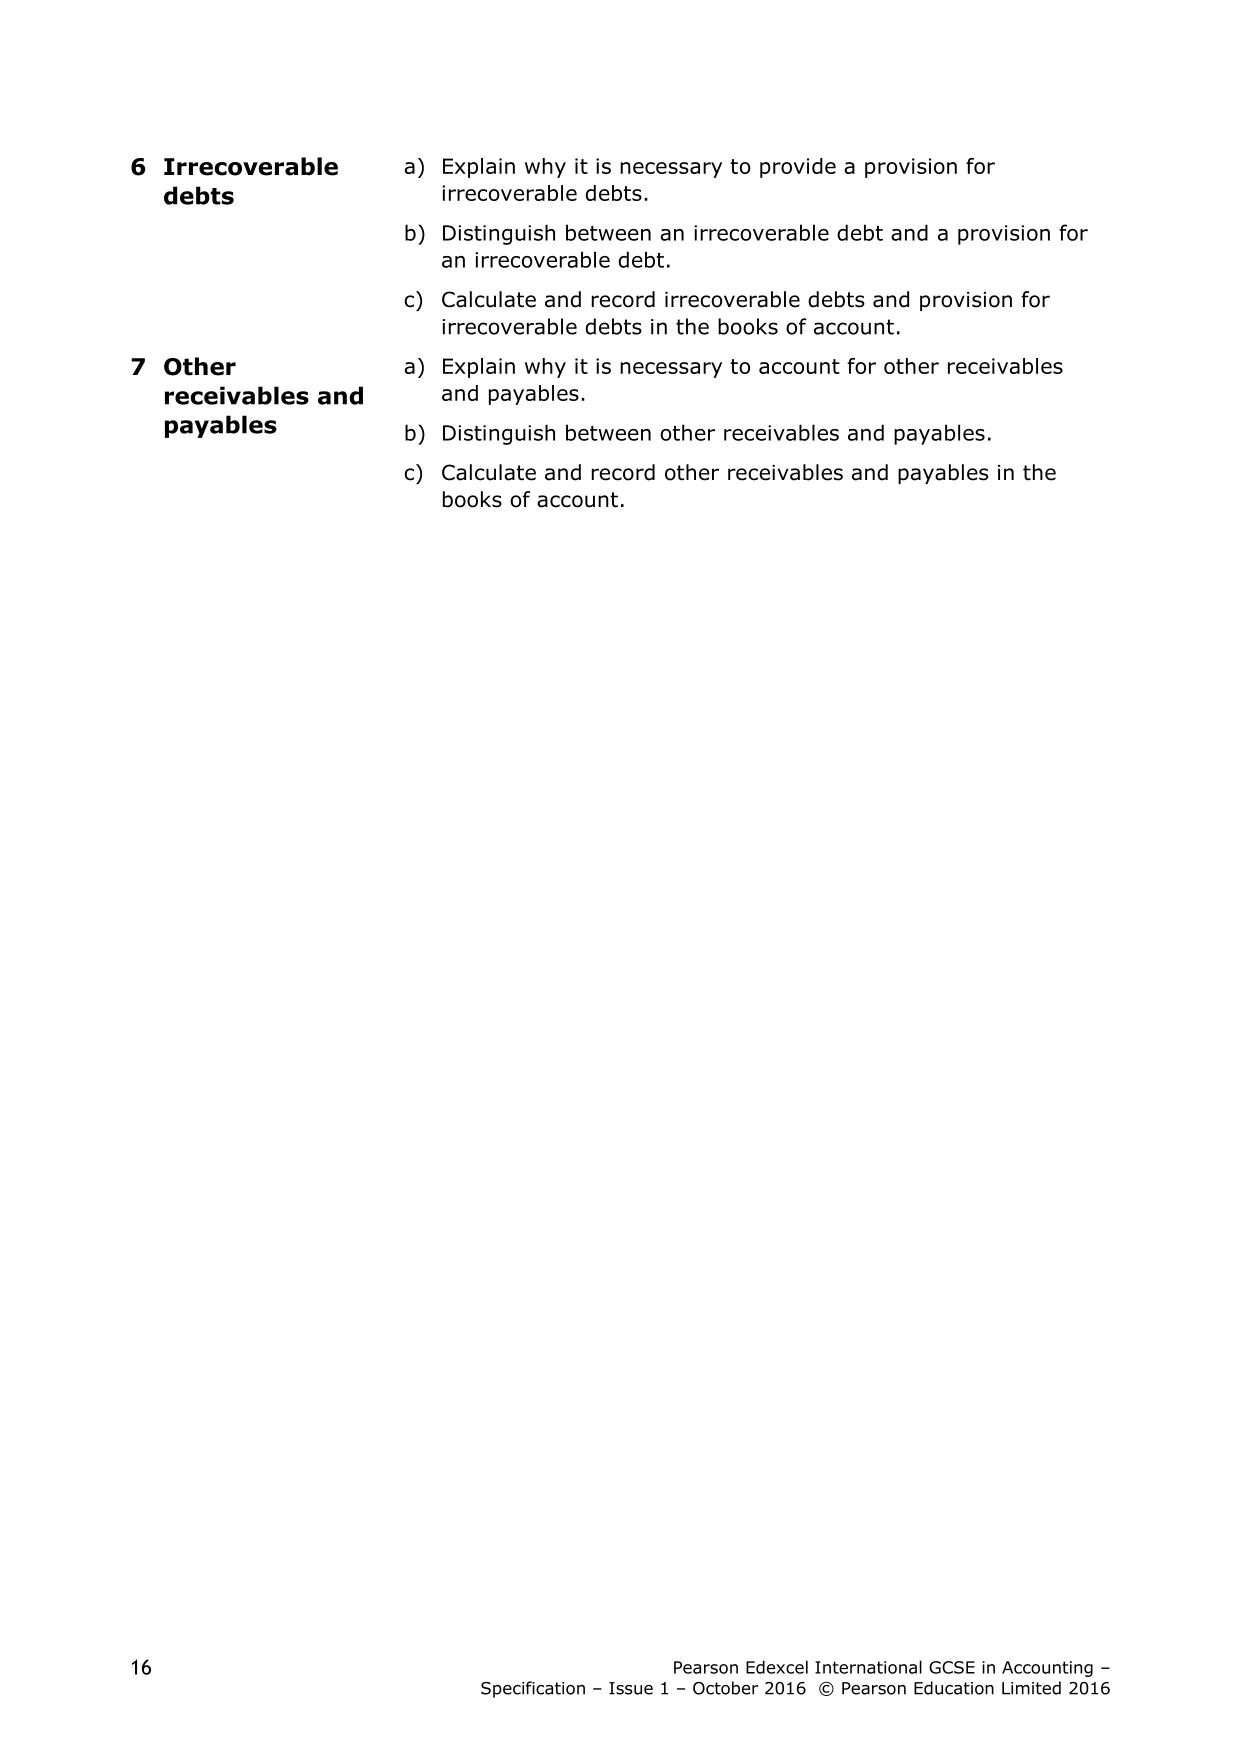 6 Irrecoverable
debts
a) Explain why it is necessary to provide a provision for
irrecoverable debts.
b) Distinguish between an irrecoverable debt and a provision for
an irrecoverable debt.
c) Calculate and record irrecoverable debts and provision for
irrecoverable debts in the books of account.
7 Other
receivables and
payables
a) Explain why it is necessary to account for other receivables
and payables.
b) Distinguish between other receivables and payables.
c) Calculate and record other receivables and payables in the
books of account.
16
Pearson Edexcel International GCSE in Accounting –
Specification – Issue 1 – October 2016 © Pearson Education Limited 2016